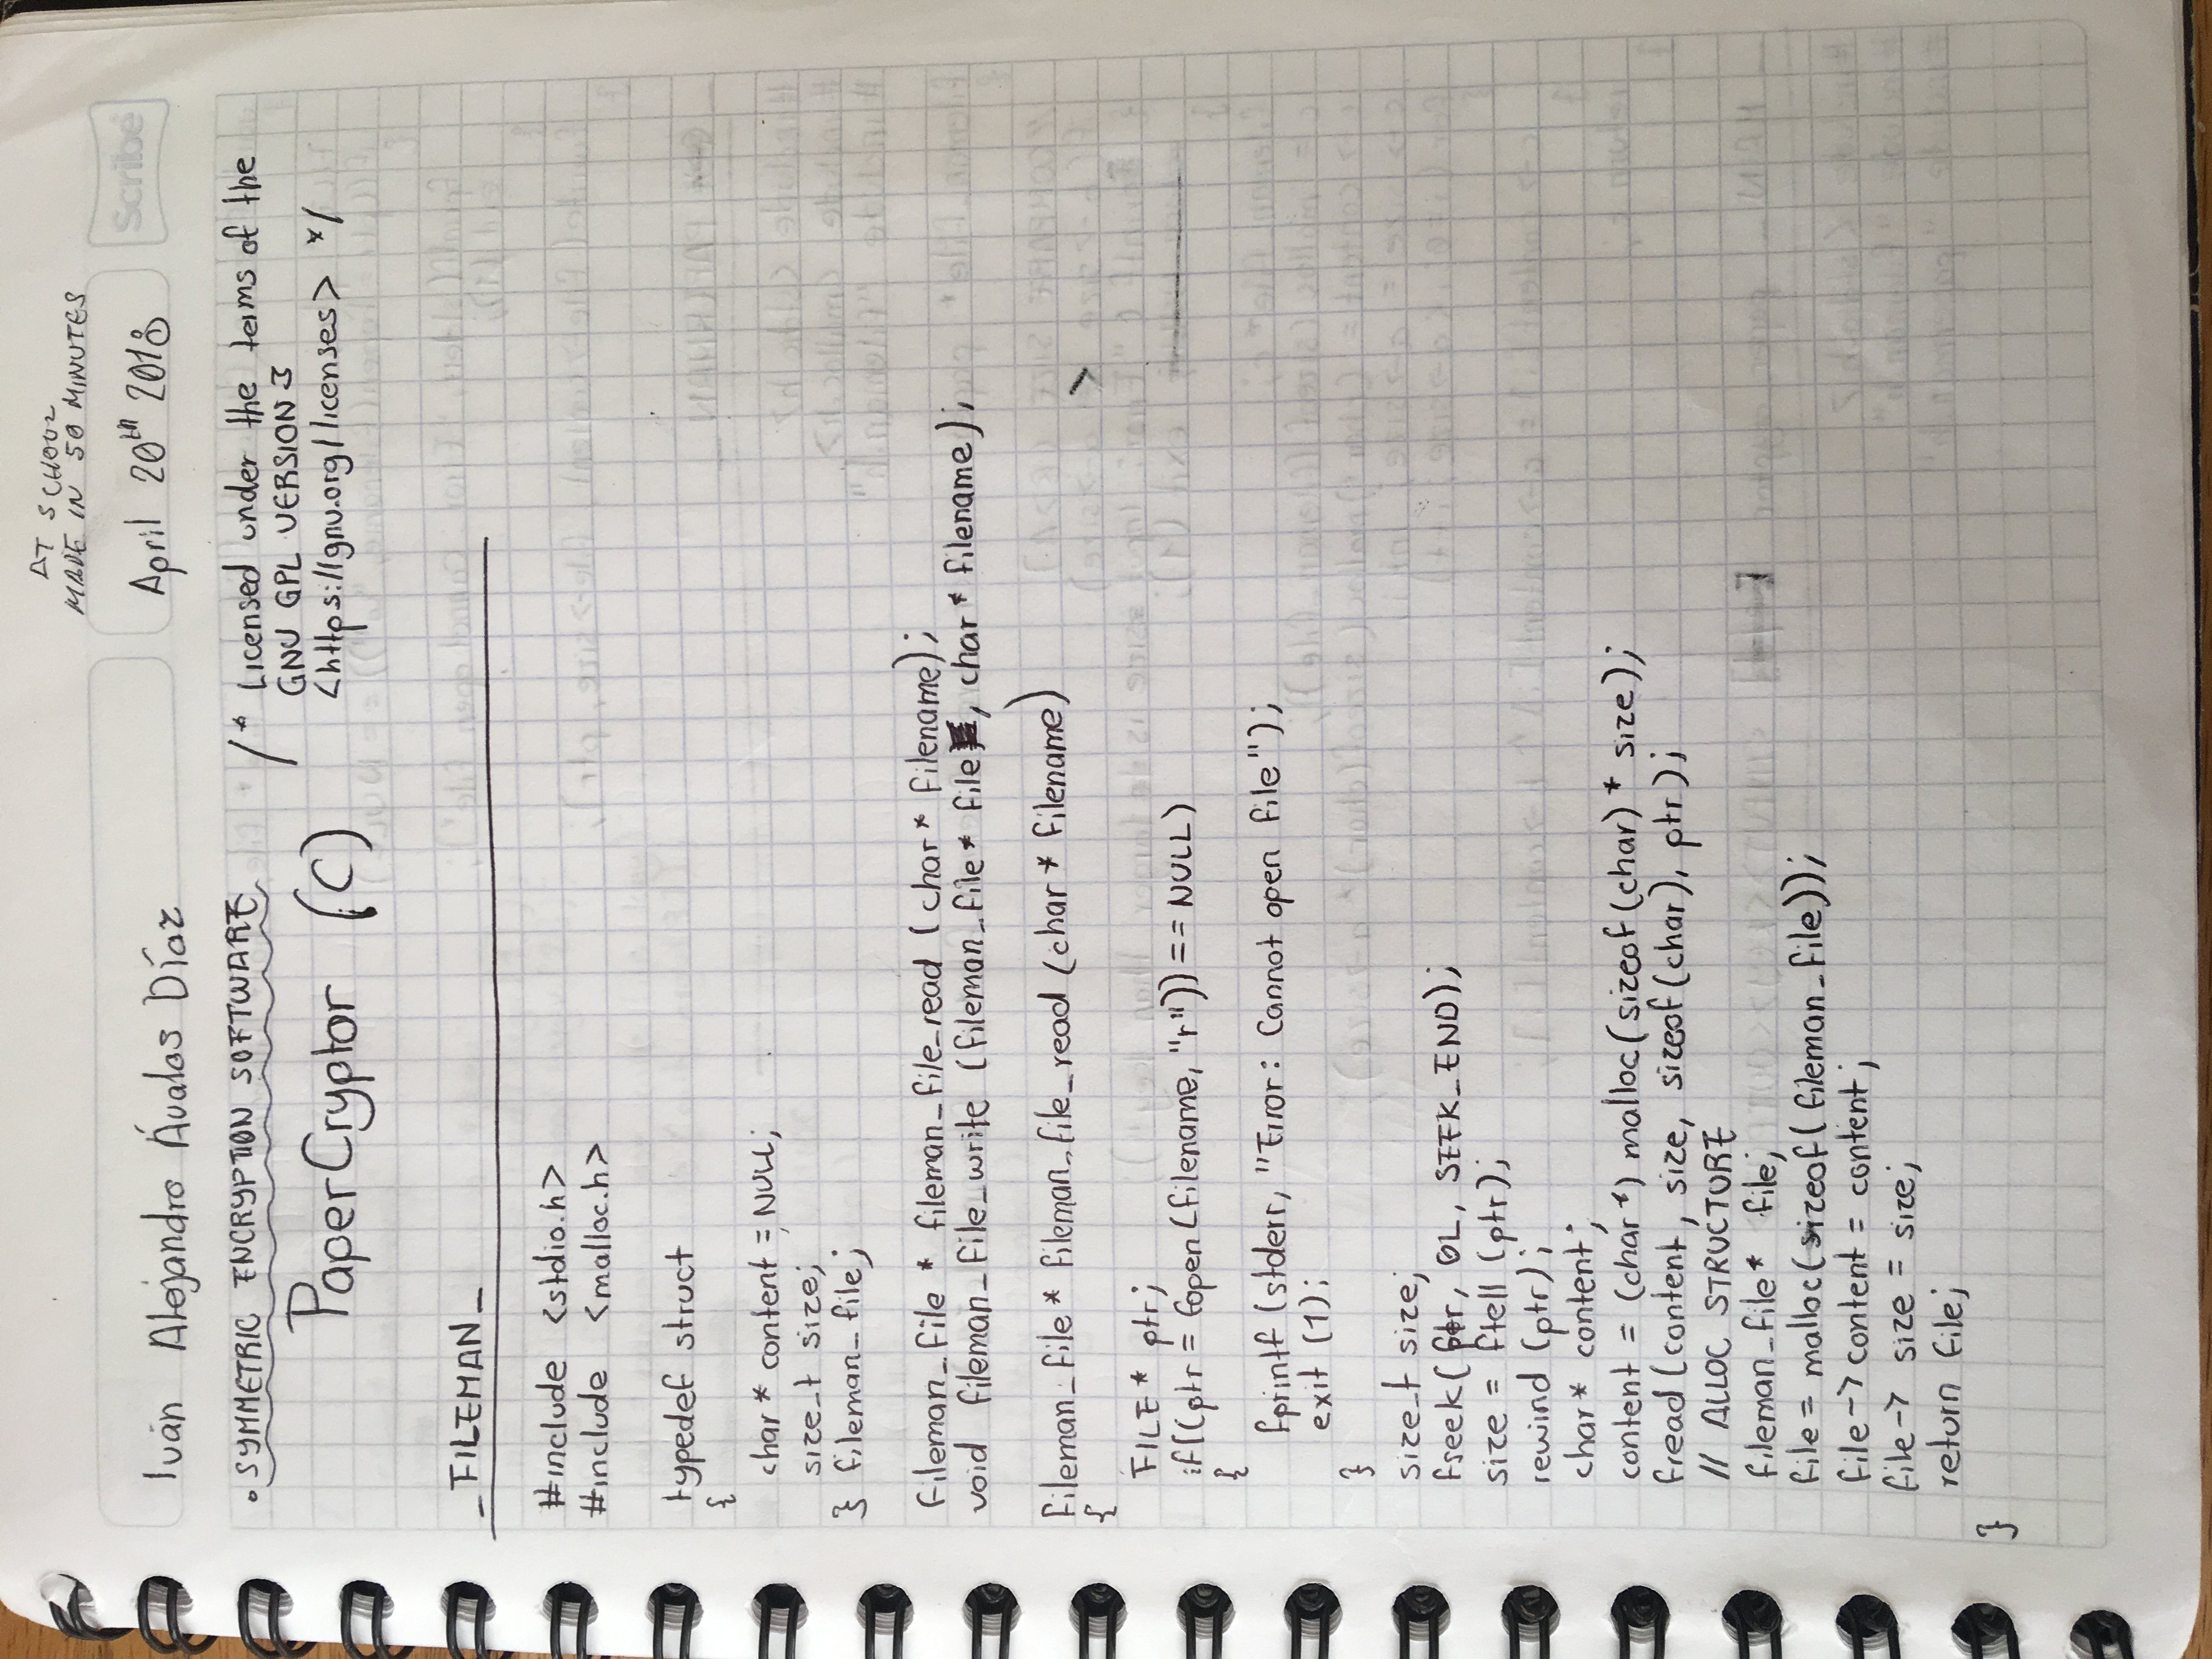 AT SCHOOL
MADE IN 50 MINUTES
Scribe
Iván Alejandro Ávalos Díaz
April 20th 2018
. SYMMETRIC ENCRYPTION SOFTWARE
PaperCryptor (C)
/* Licensed under the terms of the
GNU GPL VERSION 3
<https://gnu.org/licenses> */
_FILEMAN_
#include <stdio.h>
#include <malloc.h>
typedef struct
{
char* content = NULL;
size_t size;
} fileman_file;
fileman_file * fileman_file_read (char* filename);
void fileman_file_write (fileman_file* file, char* filename);
fileman_file* fileman_file_read (char* filename)
{
FILE* ptr;
if((ptr = fopen(filename, "r")) == NULL)
{
fprintf (stderr, "Error: Cannot open file");
exit (1);
}
size_t size;
fseek( ptr, 0L, SEEK_END);
size = ftell (ptr);
rewind (ptr);
char* content;
content = (char*) malloc(sizeof(char) * size);
fread (content, size, sizeof(char), ptr);
// ALLOC STRUCTURE
fileman_file* file;
file = malloc(sizeof(fileman_file));
file-> content = content;
file-> size = size;
return file;
}